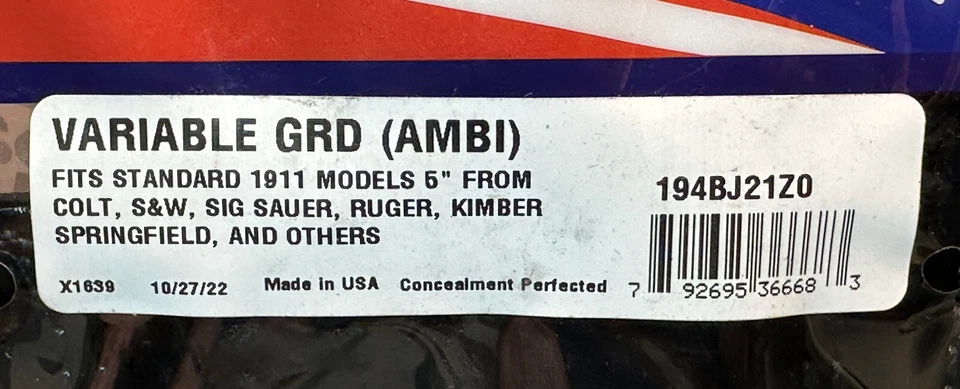 VARIABLE GRD (AMBI)
FITS STANDARD 1911 MODELS 5" FROM
COLT, S&W, SIG SAUER, RUGER, KIMBER
SPRINGFIELD, AND OTHERS
X1639 10/27/22 Made in USA Concealment Perfected
194BJ21Z0
7 92695 36668 3